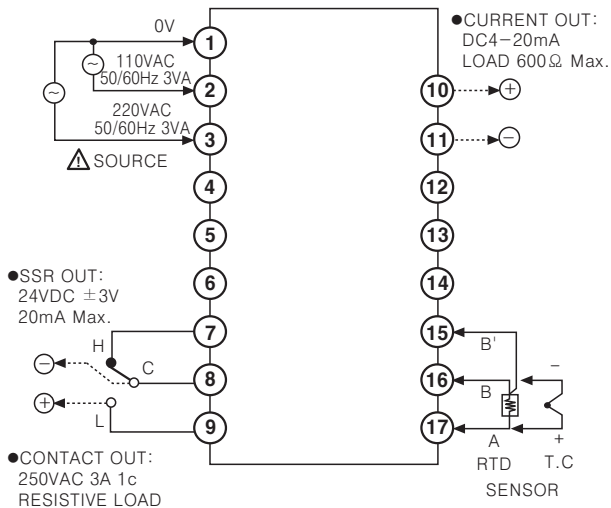 0V
110VAC
50/60Hz 3VA
220VAC
50/60Hz 3VA
⚠ SOURCE
1
2
3
4
5
6
7
8
9
●SSR OUT:
24VDC ±3V
20mA Max.
H
C
L
●CONTACT OUT:
250VAC 3A 1c
RESISTIVE LOAD
●CURRENT OUT:
DC4-20mA
LOAD 600Ω Max.
10
11
12
13
14
15
16
17
+
−
−
+
B'
B
A
−
+
RTD
T.C
SENSOR